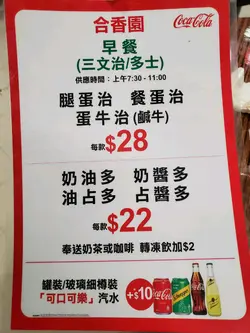 合香園
Coca-Cola
早餐
(三文治/多士)
供應時間：上午7:30 - 11:00
腿蛋治 餐蛋治
蛋牛治(鹹牛)
每款$28
奶油多 奶醬多
油占多 占醬多
每款$22
奉送奶茶或咖啡 轉凍飲加$2
罐裝/玻璃細樽裝
「可口可樂」汽水
+$10